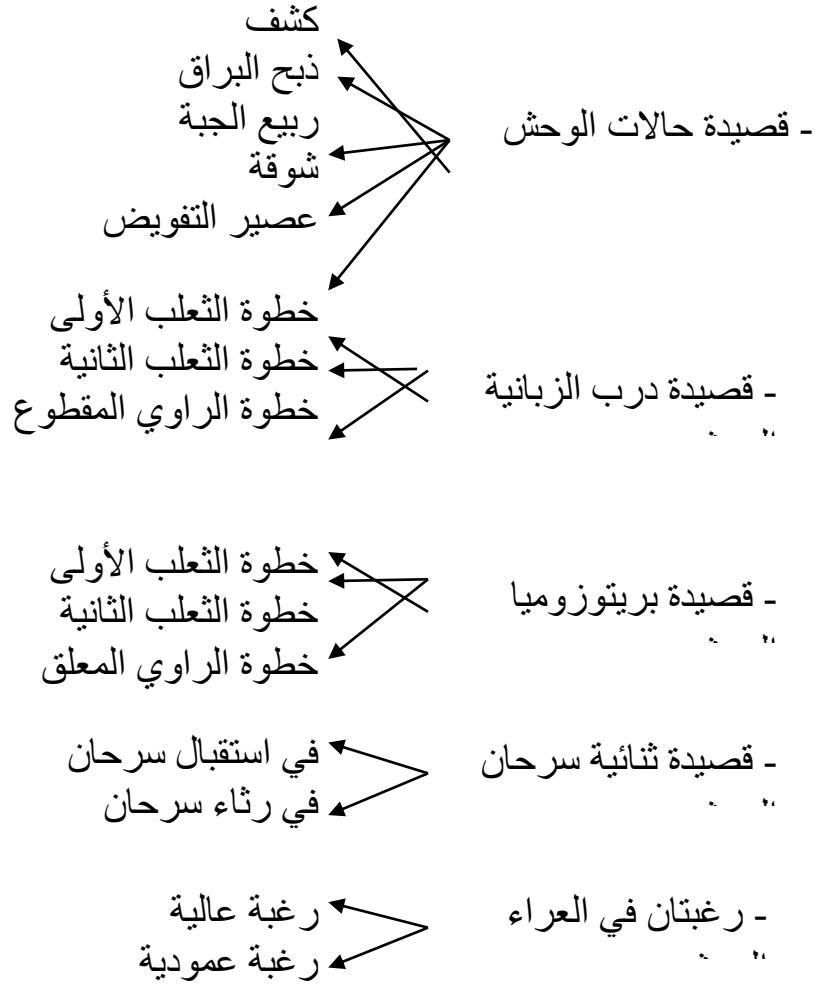 كشف
ذبح البراق
- قصيدة حالات الوحش
ربيع الجبة
شوقة
عصير التفويض
خطوة الثعلب الأولى
خطوة الثعلب الثانية
- قصيدة درب الزبانية
خطوة الراوي المقطوع
خطوة الثعلب الأولى
- قصيدة بريتوزوميا
خطوة الثعلب الثانية
خطوة الراوي المعلق
- قصيدة ثنائية سرحان
في استقبال سرحان
في رثاء سرحان
- رغبتان في العراء
رغبة عالية
رغبة عمودية